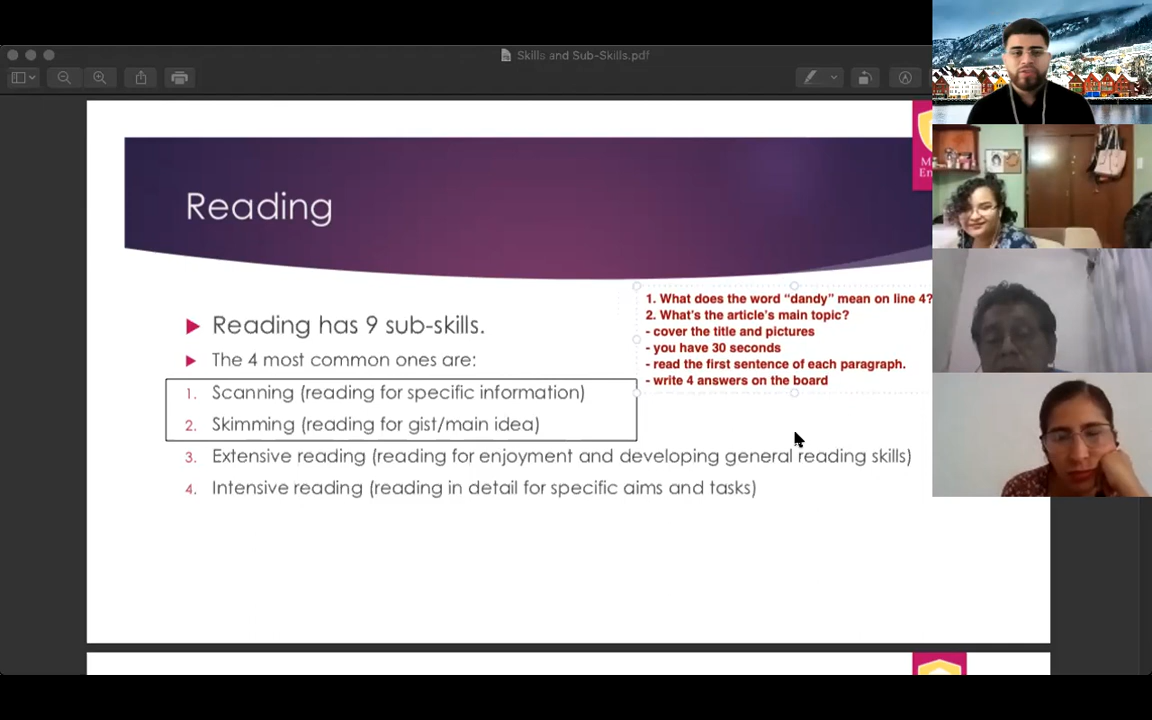 Skills and Sub-Skills.pdf
Reading
1. What does the word “dandy” mean on line 4?
2. What’s the article’s main topic?
- cover the title and pictures
- you have 30 seconds
- read the first sentence of each paragraph.
- write 4 answers on the board
Reading has 9 sub-skills.
The 4 most common ones are:
1. Scanning (reading for specific information)
2. Skimming (reading for gist/main idea)
3. Extensive reading (reading for enjoyment and developing general reading skills)
4. Intensive reading (reading in detail for specific aims and tasks)